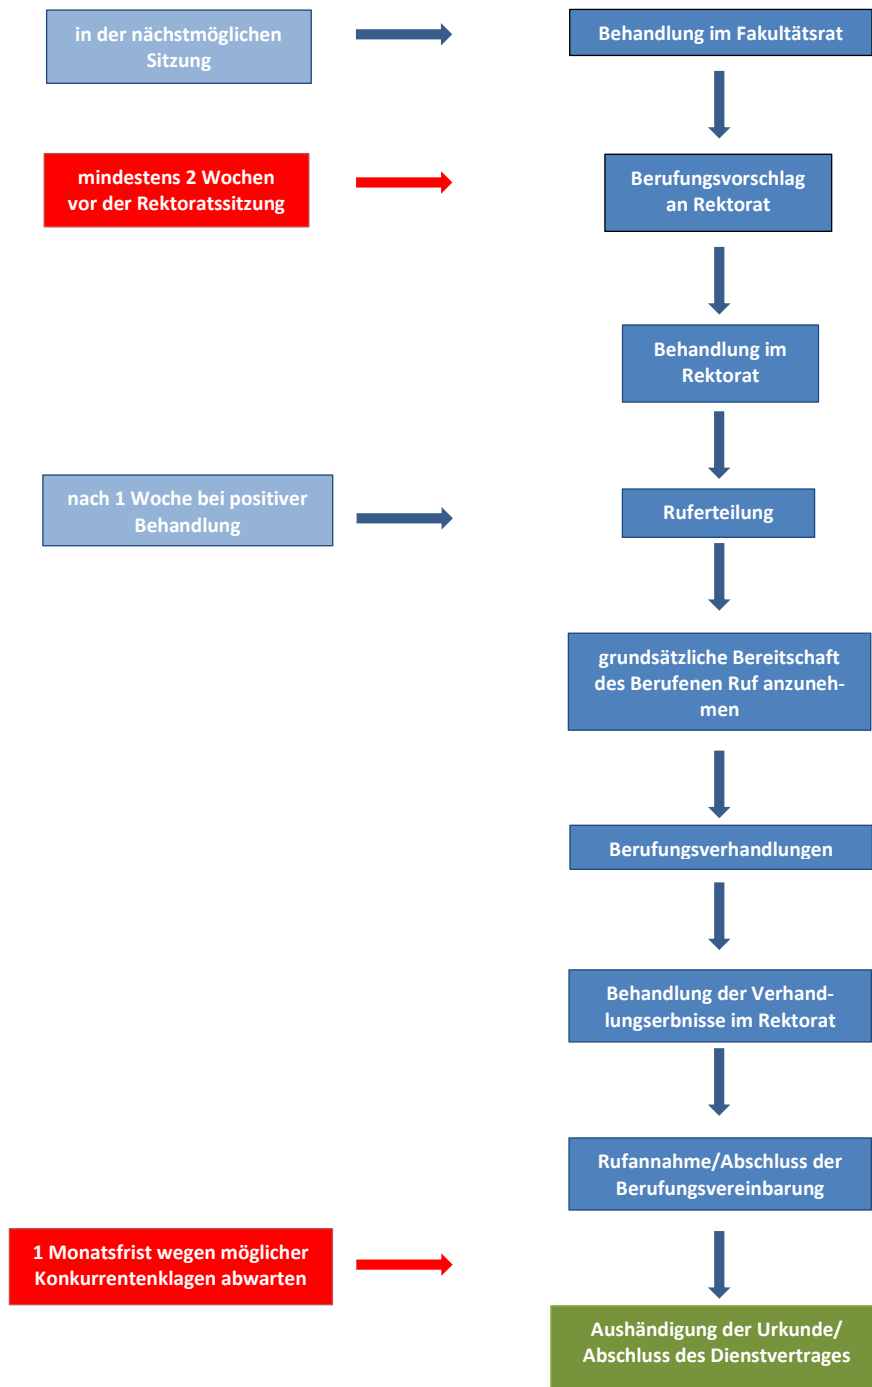 in der nächstmöglichen
Sitzung
Behandlung im Fakultätsrat
mindestens 2 Wochen
vor der Rektoratssitzung
Berufungsvorschlag
an Rektorat
Behandlung im
Rektorat
nach 1 Woche bei positiver
Behandlung
Ruferteilung
grundsätzliche Bereitschaft
des Berufenen Ruf anzuneh-
men
Berufungsverhandlungen
Behandlung der Verhand-
lungserbnisse im Rektorat
Rufannahme/Abschluss der
Berufungsvereinbarung
1 Monatsfrist wegen möglicher
Konkurrentenklagen abwarten
Aushändigung der Urkunde/
Abschluss des Dienstvertrages